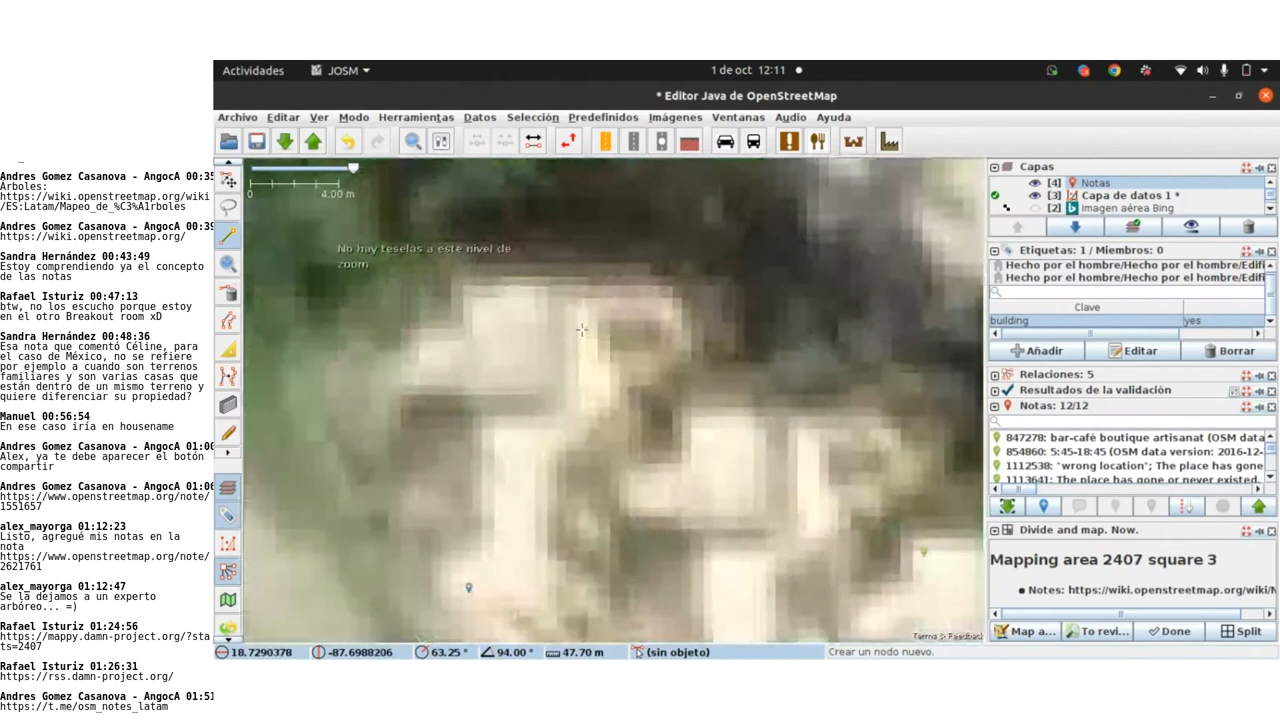 Andres Gomez Casanova - AngocA 00:35
Arboles:
https://wiki.openstreetmap.org/wiki
/ES:Latam/Mapeo_de_%C3%A1rboles
Andres Gomez Casanova - AngocA 00:39
https://wiki.openstreetmap.org/
Sandra Hernández 00:43:49
Estoy comprendiendo ya el concepto
de las notas
Rafael Isturiz 00:47:13
btw, no los escucho porque estoy
en el otro Breakout room xD
Sandra Hernández 00:48:36
Esa nota que comentó Céline, para
el caso de México, no se refiere
por ejemplo a cuando son terrenos
familiares y son varias casas que
están dentro de un mismo terreno y
quiere diferenciar su propiedad?
Manuel 00:56:54
En ese caso iría en housename
Andres Gomez Casanova - AngocA 01:06
Alex, ya te debe aparecer el botón
compartir
Andres Gomez Casanova - AngocA 01:06
https://www.openstreetmap.org/note/
1551657
alex_mayorga 01:12:23
Listo, agregué mis notas en la
nota
https://www.openstreetmap.org/note/
2621761
alex_mayorga 01:12:47
Se la dejamos a un experto
arbóreo... =)
Rafael Isturiz 01:24:56
https://mappy.damn-project.org/?sta
ts=2407
Rafael Isturiz 01:26:31
https://rss.damn-project.org/
Andres Gomez Casanova - AngocA 01:51
https://t.me/osm_notes_latam
Actividades JOSM 1 de oct 12:11
* Editor Java de OpenStreetMap
Archivo Editar Ver Modo Herramientas Datos Selección Predefinidos Imágenes Ventanas Audio Ayuda
0 4.00 m
No hay teselas a este nivel de
zoom
Terms & Feedback
Capas
[4] Notas
[3] Capa de datos 1 *
[2] Imagen aérea Bing
Etiquetas: 1 / Miembros: 0
Hecho por el hombre/Hecho por el hombre/Edifi
Hecho por el hombre/Hecho por el hombre/Edifi
Clave
building yes
Añadir Editar Borrar
Relaciones: 5
Resultados de la validación
Notas: 12/12
847278: bar-café boutique artisanat (OSM data
854860: 5:45-18:45 (OSM data version: 2016-12-
1112538: "wrong location"; The place has gone
1113641: The place has gone or never existed.
Divide and map. Now.
Mapping area 2407 square 3
Notes: https://wiki.openstreetmap.org/wiki/N
Map a... To revi... Done Split
18.7290378 -87.6988206 63.25 ° 94.00 ° 47.70 m (sin objeto) Crear un nodo nuevo.